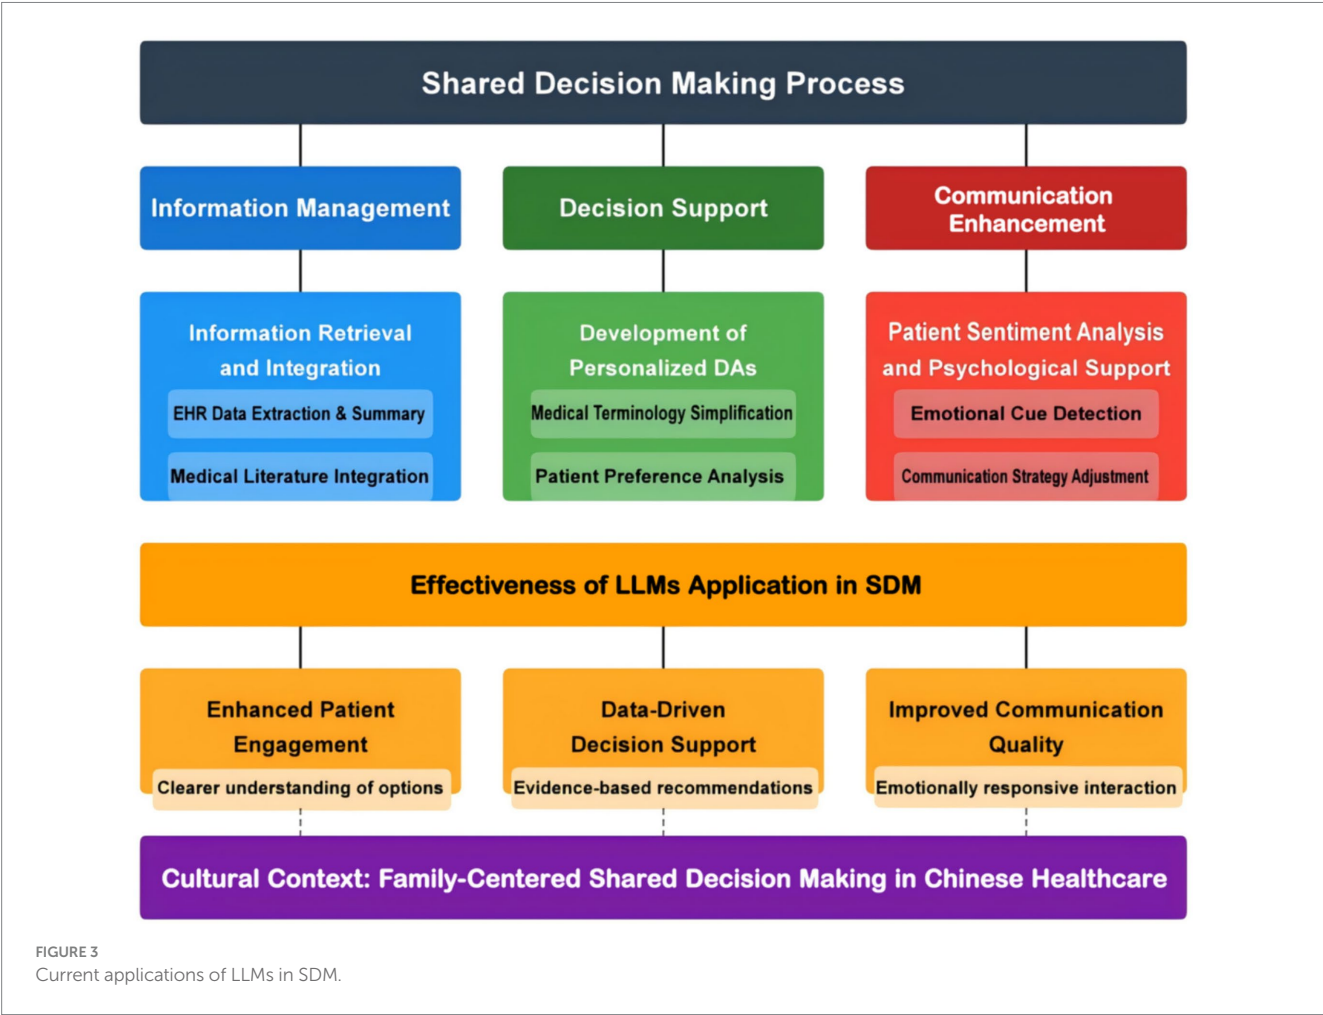 Shared Decision Making Process
Information Management
Decision Support
Communication
Enhancement
Information Retrieval
and Integration
EHR Data Extraction & Summary
Medical Literature Integration
Development of
Personalized DAs
Medical Terminology Simplification
Patient Preference Analysis
Patient Sentiment Analysis
and Psychological Support
Emotional Cue Detection
Communication Strategy Adjustment
Effectiveness of LLMs Application in SDM
Enhanced Patient
Engagement
Clearer understanding of options
Data-Driven
Decision Support
Evidence-based recommendations
Improved Communication
Quality
Emotionally responsive interaction
Cultural Context: Family-Centered Shared Decision Making in Chinese Healthcare
FIGURE 3
Current applications of LLMs in SDM.